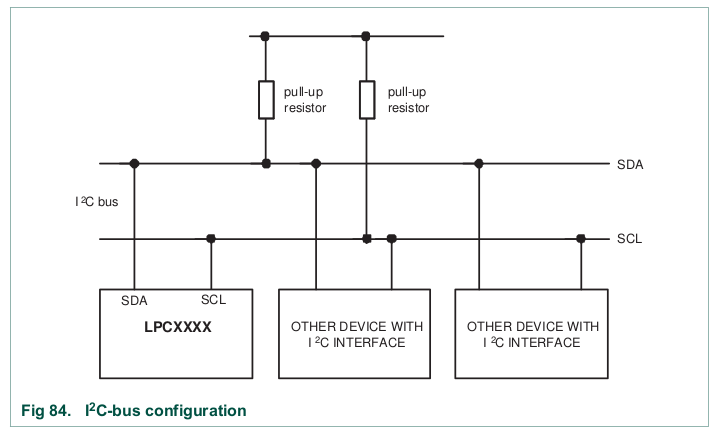 pull-up
resistor
pull-up
resistor
SDA
I²C bus
SCL
SDA
SCL
LPCXXXX
OTHER DEVICE WITH
I²C INTERFACE
OTHER DEVICE WITH
I²C INTERFACE
Fig 84. I²C-bus configuration